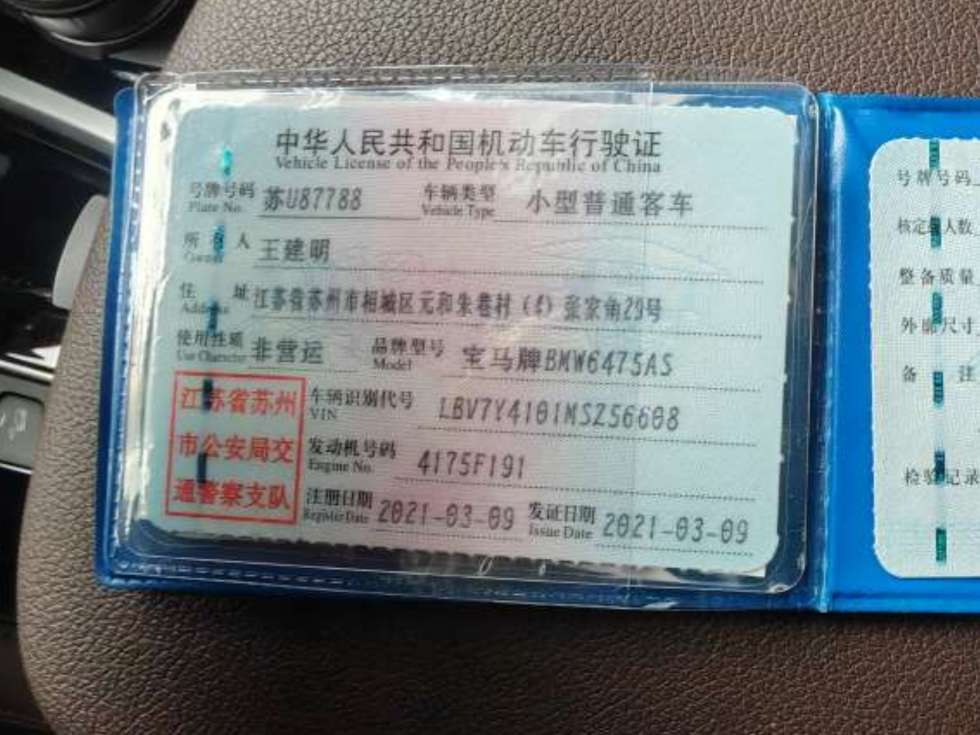 中华人民共和国机动车行驶证
Vehicle License of the People's Republic of China
号牌号码 苏U87788 车辆类型 小型普通客车
Plate No. Vehicle Type
所有人 王建明
Owner
住址 江苏省苏州市相城区元和朱巷村（4）张家角29号
Address
使用性质 非营运 品牌型号 宝马牌BMW6475AS
Use Character Model
江苏省苏州
市公安局交
通警察支队
车辆识别代号 LBV7Y4101MSZ56608
VIN
发动机号码 4175F191
Engine No.
注册日期 2021-03-09 发证日期 2021-03-09
Register Date Issue Date
号牌号码
核定载人数
整备质量
外廓尺寸
备注
检验记录